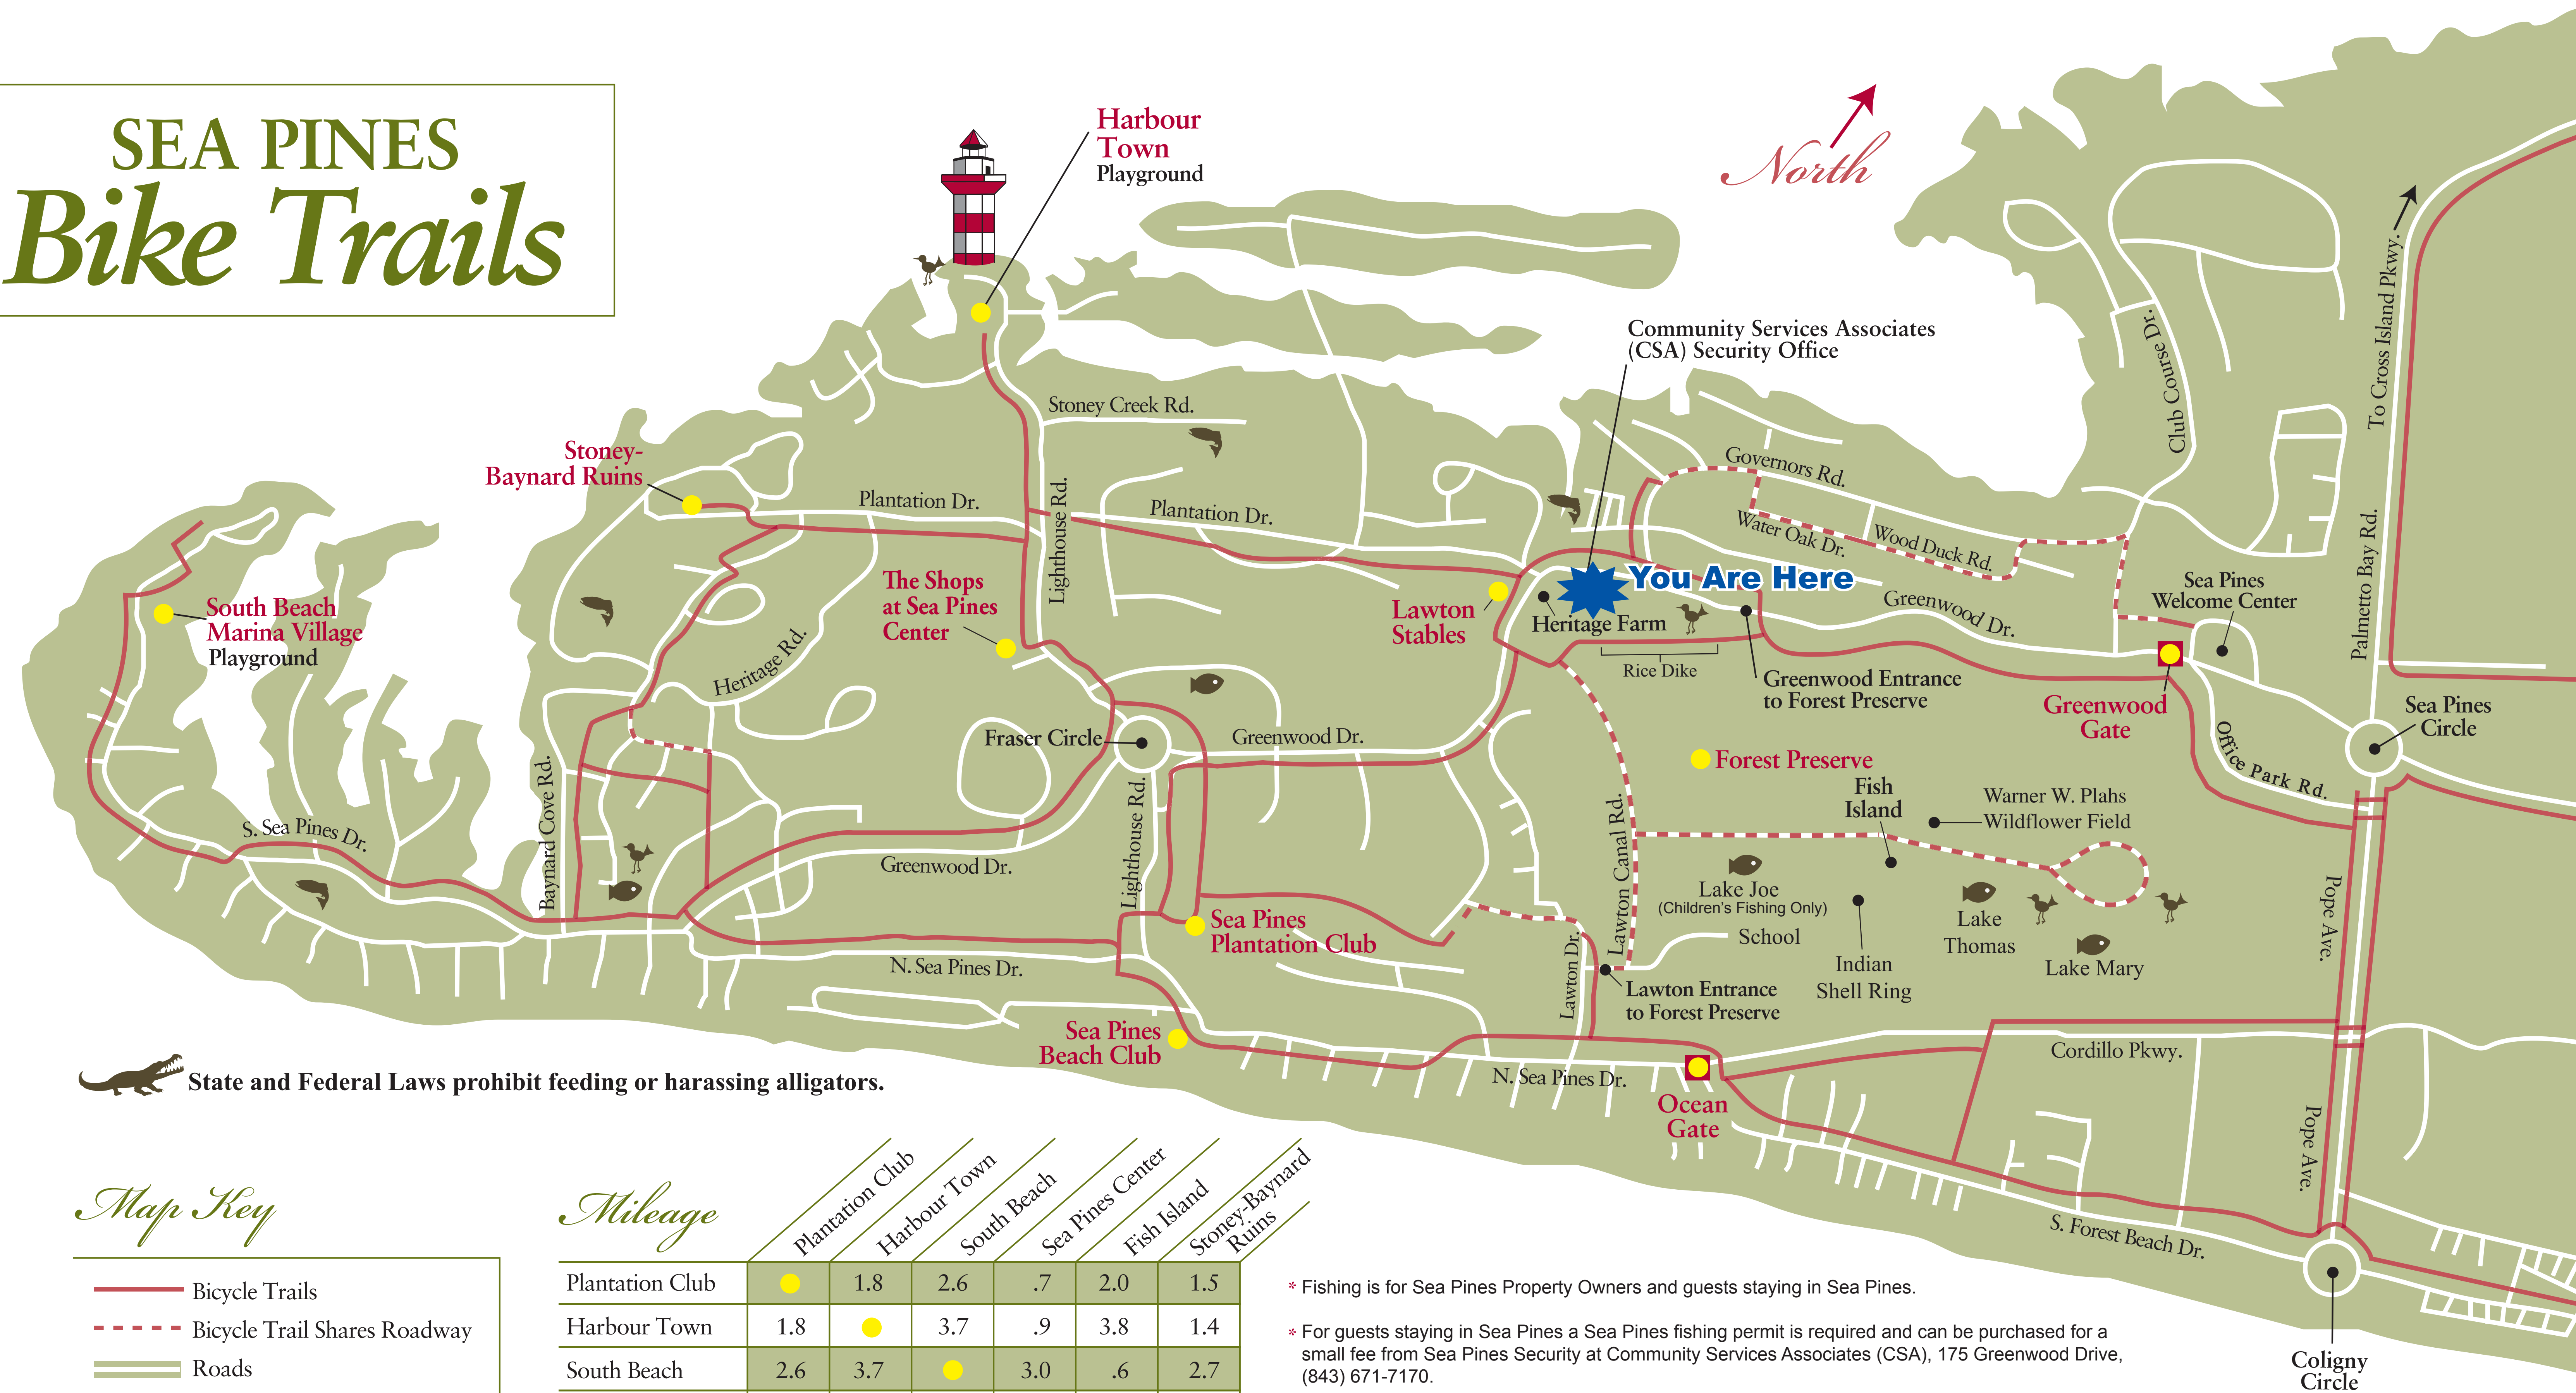 SEA PINES
Bike Trails
Harbour
Town
Playground
North
To Cross Island Pkwy.
Club Course Dr.
Community Services Associates
(CSA) Security Office
Stoney Creek Rd.
Stoney-
Baynard Ruins
Plantation Dr.
Lighthouse Rd.
Plantation Dr.
Governors Rd.
Water Oak Dr.
Wood Duck Rd.
Palmetto Bay Rd.
South Beach
Marina Village
Playground
The Shops
at Sea Pines
Center
Heritage Rd.
Lawton
Stables
You Are Here
Heritage Farm
Rice Dike
Greenwood Dr.
Sea Pines
Welcome Center
Greenwood Entrance
to Forest Preserve
Greenwood
Gate
Sea Pines
Circle
Office Park Rd.
Fraser Circle
Greenwood Dr.
Forest Preserve
Fish
Island
Warner W. Plahs
Wildflower Field
S. Sea Pines Dr.
Baynard Cove Rd.
Greenwood Dr.
Lighthouse Rd.
Lawton Canal Rd.
Lake Joe
(Children's Fishing Only)
School
Lake
Thomas
Lake Mary
Indian
Shell Ring
Pope Ave.
Sea Pines
Plantation Club
N. Sea Pines Dr.
Lawton Dr.
Lawton Entrance
to Forest Preserve
Sea Pines
Beach Club
Cordillo Pkwy.
N. Sea Pines Dr.
Ocean
Gate
Pope Ave.
S. Forest Beach Dr.
Coligny
Circle
State and Federal Laws prohibit feeding or harassing alligators.
Map Key
Bicycle Trails
Bicycle Trail Shares Roadway
Roads
Mileage
Plantation Club
Harbour Town
South Beach
Sea Pines Center
Fish Island
Stoney-Baynard
Ruins
Plantation Club 1.8 2.6 .7 2.0 1.5
Harbour Town 1.8 3.7 .9 3.8 1.4
South Beach 2.6 3.7 3.0 .6 2.7
* Fishing is for Sea Pines Property Owners and guests staying in Sea Pines.
* For guests staying in Sea Pines a Sea Pines fishing permit is required and can be purchased for a
small fee from Sea Pines Security at Community Services Associates (CSA), 175 Greenwood Drive,
(843) 671-7170.